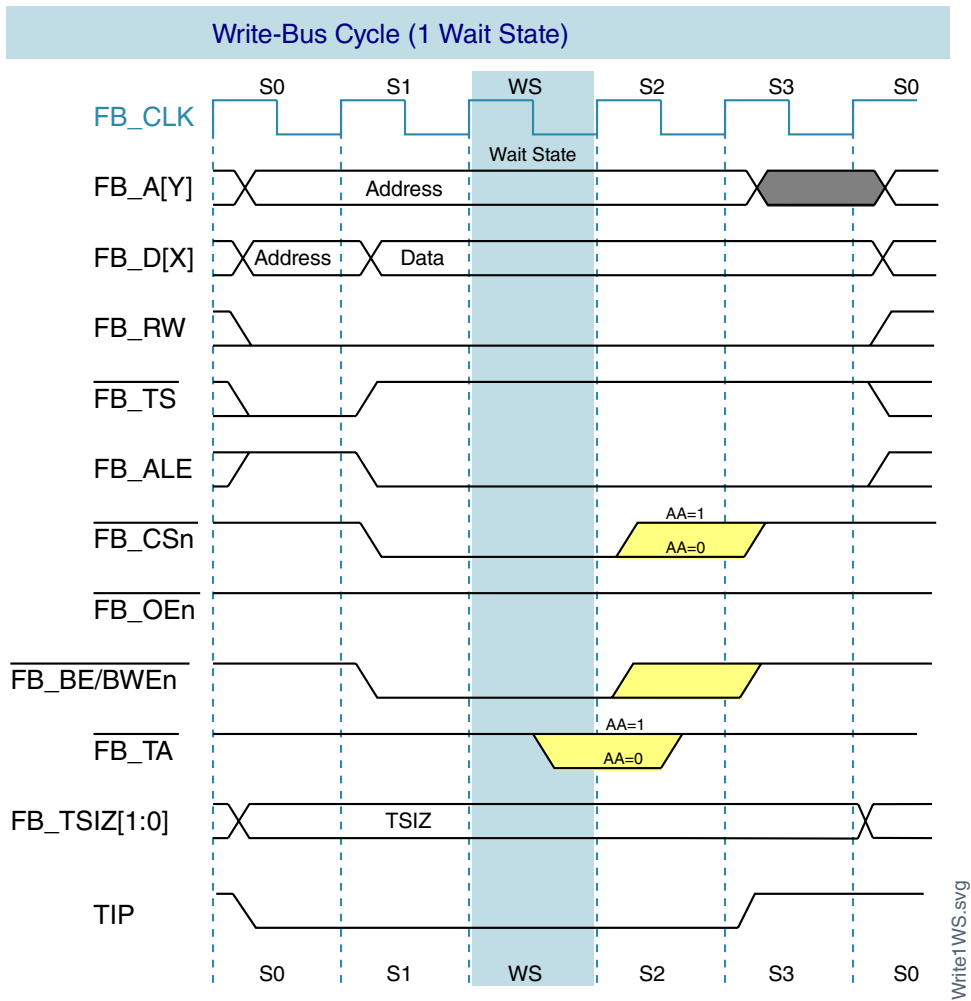 Write-Bus Cycle (1 Wait State)
S0 S1 WS S2 S3 S0
FB_CLK
Wait State
FB_A[Y] Address
FB_D[X] Address Data
FB_RW
FB_TS
FB_ALE
FB_CSn AA=1
AA=0
FB_OEn
FB_BE/BWEn
FB_TA AA=1
AA=0
FB_TSIZ[1:0] TSIZ
TIP
S0 S1 WS S2 S3 S0
Write1WS.svg